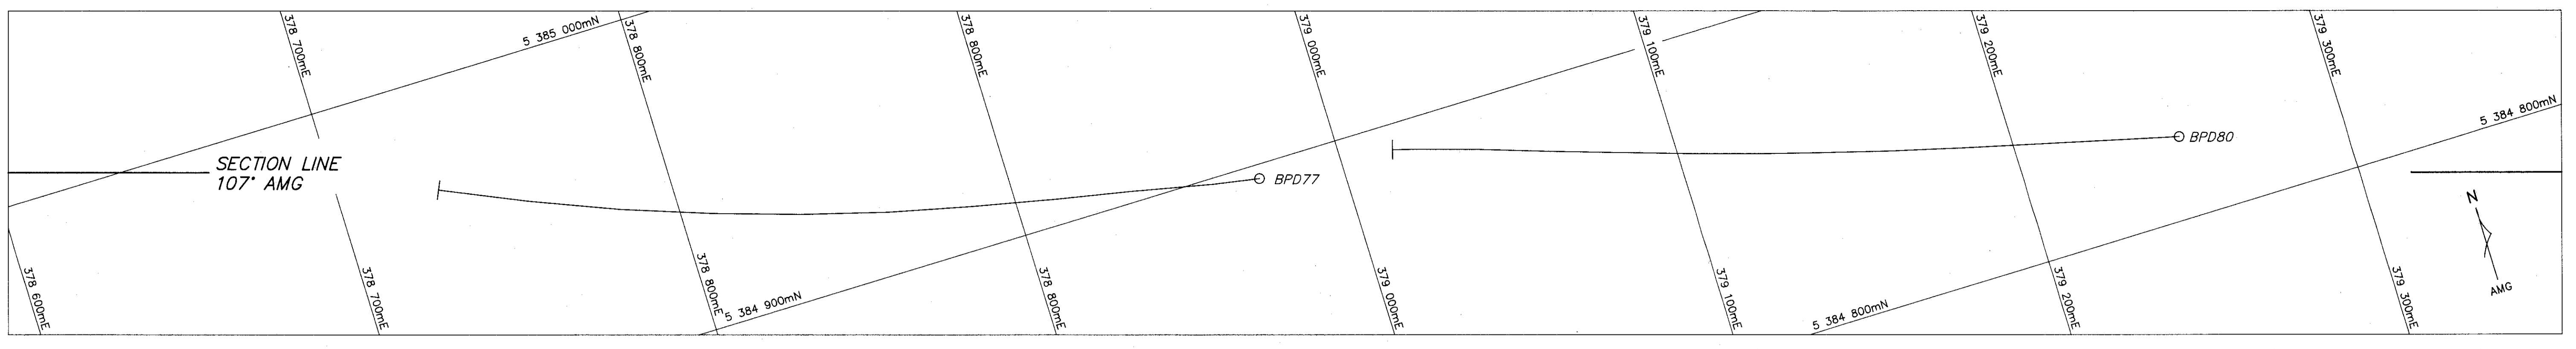 378 700mE
5 385 000mN
378 800mE
378 800mE
379 000mE
379 100mE
379 200mE
379 300mE
5 384 800mN
BPD80
SECTION LINE
107° AMG
BPD77
N
AMG
378 600mE
378 700mE
378 800mE
5 384 900mN
378 800mE
379 000mE
379 100mE
5 384 800mN
379 200mE
379 300mE